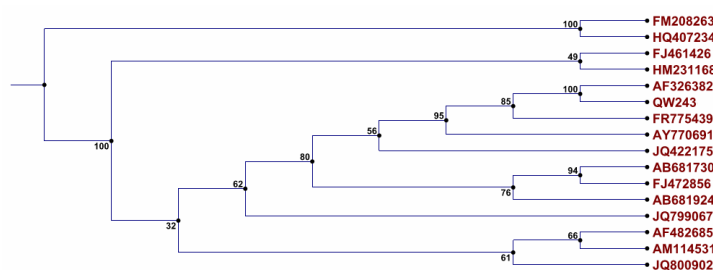 100 FM208263
HQ407234
49 FJ461426
HM231168
100 AF326382
85 QW243
95 FR775439
56 AY770691
80 JQ422175
94 AB681730
76 FJ472856
AB681924
62 JQ799067
100
32
66 AF482685
61 AM114531
JQ800902